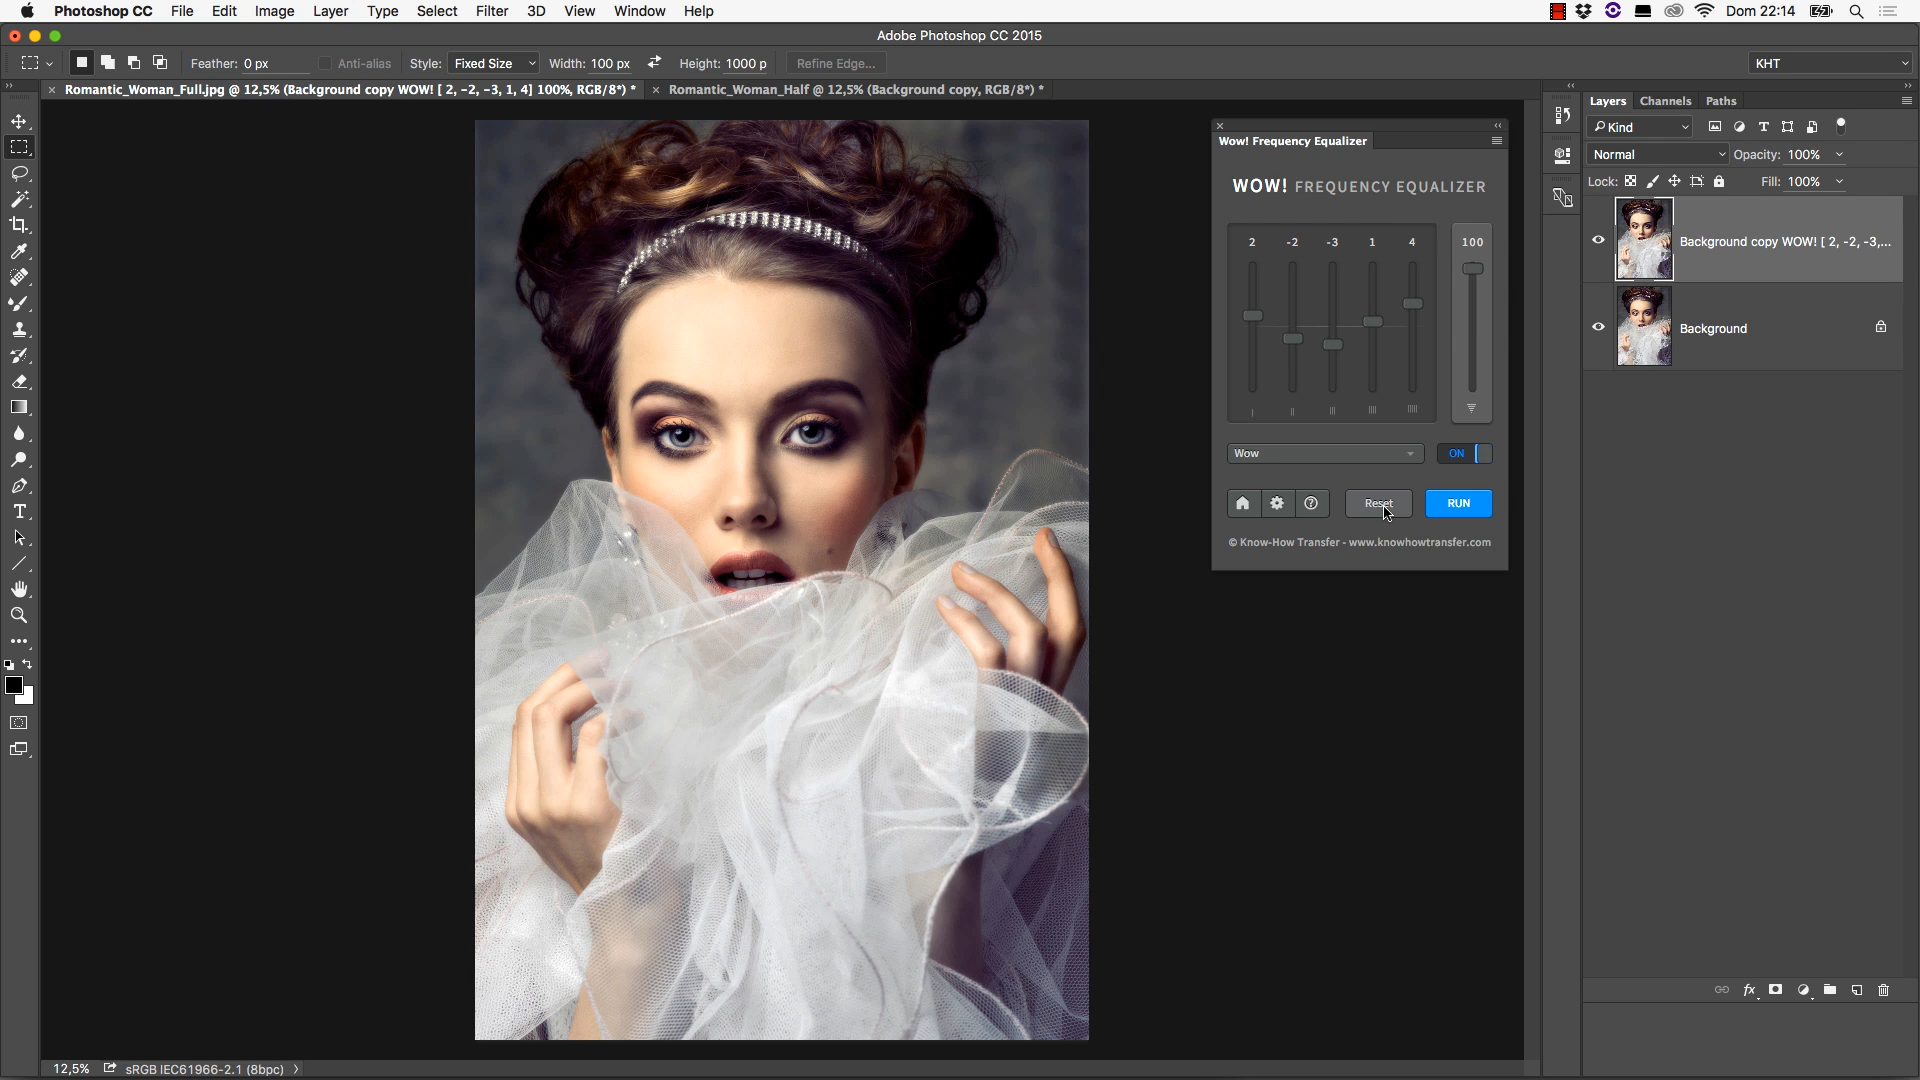 Photoshop CC File Edit Image Layer Type Select Filter 3D View Window Help Dom 22:14
Adobe Photoshop CC 2015
Feather: 0 px Anti-alias Style: Fixed Size Width: 100 px Height: 1000 p Refine Edge... KHT
Romantic_Woman_Full.jpg @ 12,5% (Background copy WOW! [ 2, -2, -3, 1, 4] 100%, RGB/8*) * Romantic_Woman_Half @ 12,5% (Background copy, RGB/8*) *
Layers Channels Paths
Kind
Normal Opacity: 100%
Lock: Fill: 100%
Background copy WOW! [ 2, -2, -3,...
Background
Wow! Frequency Equalizer
WOW! FREQUENCY EQUALIZER
2 -2 -3 1 4 100
Wow ON
Reset RUN
© Know-How Transfer - www.knowhowtransfer.com
12,5% sRGB IEC61966-2.1 (8bpc)